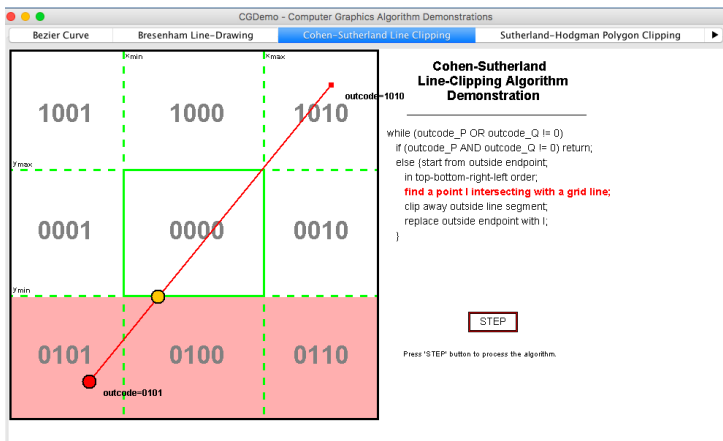 CGDemo - Computer Graphics Algorithm Demonstrations
Bezier Curve
Bresenham Line-Drawing
Cohen-Sutherland Line Clipping
Sutherland-Hodgman Polygon Clipping
xmin
xmax
outcode=1010
1001
1000
1010
ymax
0001
0000
0010
ymin
0101
0100
0110
outcode=0101
Cohen-Sutherland
Line-Clipping Algorithm
Demonstration
while (outcode_P OR outcode_Q != 0)
if (outcode_P AND outcode_Q != 0) return;
else {start from outside endpoint;
in top-bottom-right-left order;
find a point I intersecting with a grid line;
clip away outside line segment;
replace outside endpoint with I;
}
STEP
Press 'STEP' button to process the algorithm.